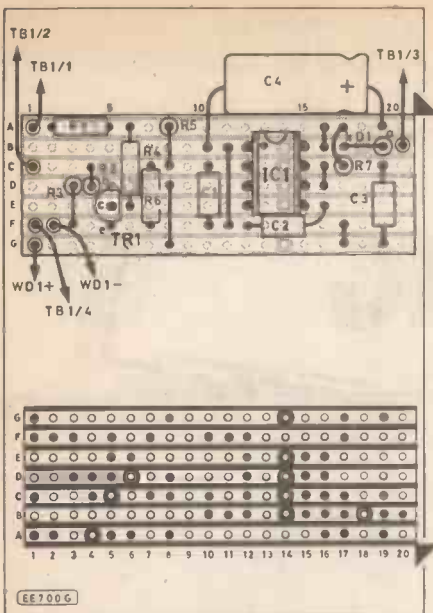 TB1/2
TB1/1
TB1/3
C4
+
1 5 10 15 20
A
B
C
D
E
F
G
R5
R4
R3
R6
IC1
D1
R7
C3
C2
c
e
TR1
WD1+
WD1-
TB1/4
G
F
E
D
C
B
A
1 2 3 4 5 6 7 8 9 10 11 12 13 14 15 16 17 18 19 20
EE700G